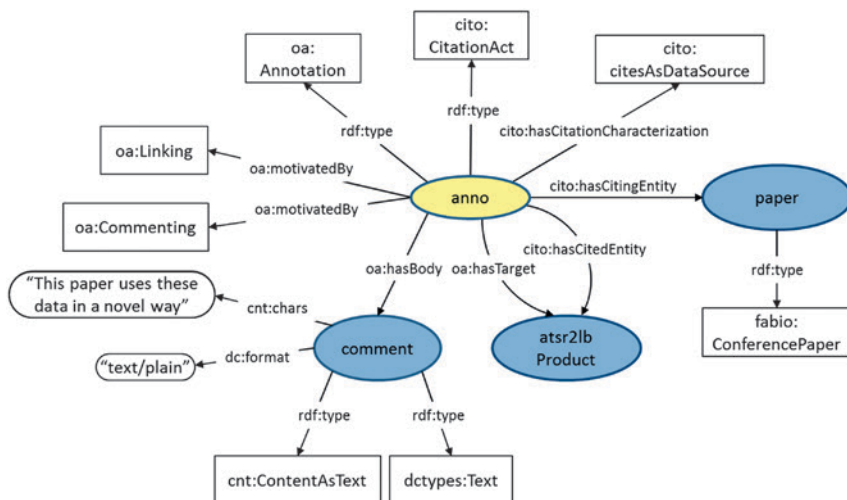 cito:
CitationAct
oa:
Annotation
cito:
citesAsDataSource
rdf:type
rdf:type
cito:hasCitationCharacterization
oa:Linking
oa:motivatedBy
oa:motivatedBy
oa:Commenting
anno
cito:hasCitingEntity
paper
cito:hasCitedEntity
oa:hasBody
oa:hasTarget
rdf:type
“This paper uses these
data in a novel way”
cnt:chars
fabio:
ConferencePaper
“text/plain”
dc:format
comment
atsr2lb
Product
rdf:type
rdf:type
cnt:ContentAsText
dctypes:Text